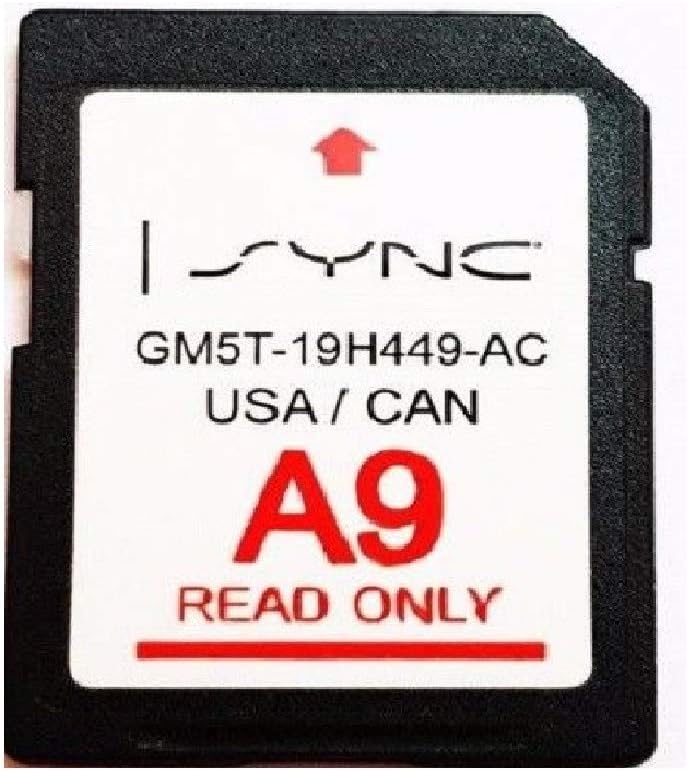 SYNC
GM5T-19H449-AC
USA / CAN
A9
READ ONLY